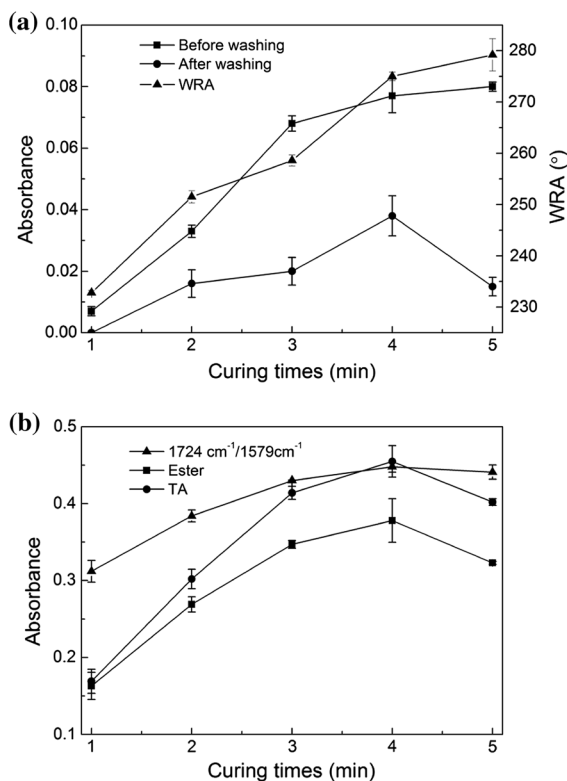 (a)
0.10
0.08
0.06
0.04
0.02
0.00
Absorbance
Before washing
After washing
WRA
280
270
260
250
240
230
WRA (°)
1 2 3 4 5
Curing times (min)
(b)
0.5
0.4
0.3
0.2
0.1
Absorbance
1724 cm⁻¹/1579cm⁻¹
Ester
TA
1 2 3 4 5
Curing times (min)